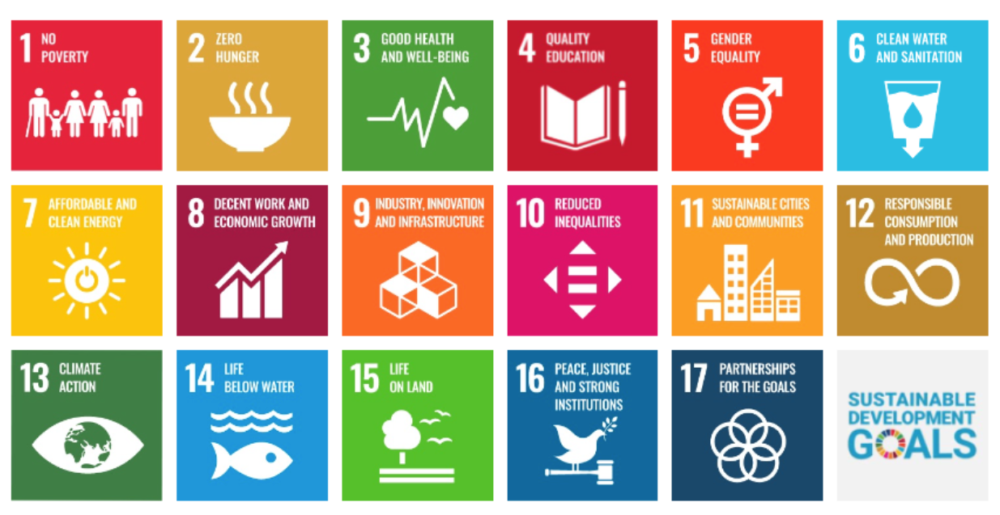 1 NO
POVERTY
2 ZERO
HUNGER
3 GOOD HEALTH
AND WELL-BEING
4 QUALITY
EDUCATION
5 GENDER
EQUALITY
6 CLEAN WATER
AND SANITATION
7 AFFORDABLE AND
CLEAN ENERGY
8 DECENT WORK AND
ECONOMIC GROWTH
9 INDUSTRY, INNOVATION
AND INFRASTRUCTURE
10 REDUCED
INEQUALITIES
11 SUSTAINABLE CITIES
AND COMMUNITIES
12 RESPONSIBLE
CONSUMPTION
AND PRODUCTION
13 CLIMATE
ACTION
14 LIFE
BELOW WATER
15 LIFE
ON LAND
16 PEACE, JUSTICE
AND STRONG
INSTITUTIONS
17 PARTNERSHIPS
FOR THE GOALS
SUSTAINABLE
DEVELOPMENT
GOALS